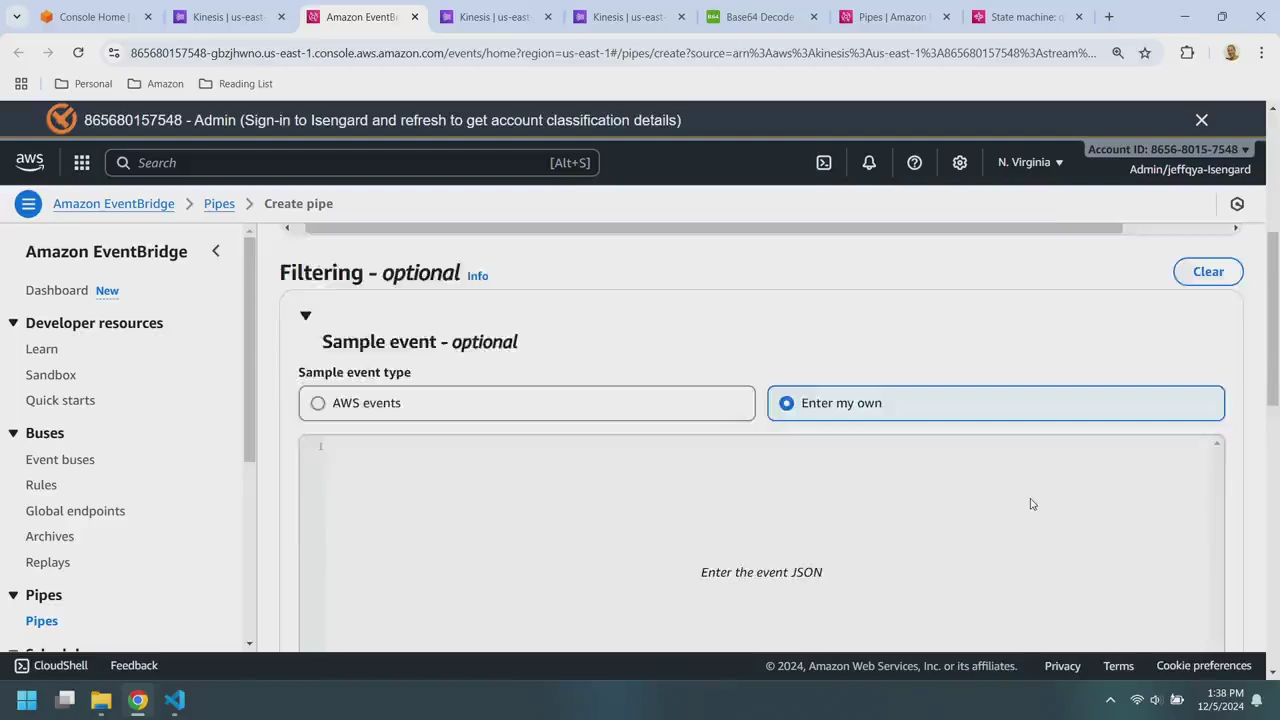 Console Home |
Kinesis | us-east-
Amazon EventBr
Kinesis | us-east-
Kinesis | us-east-
Base64 Decode
Pipes | Amazon
State machine: q
865680157548-gbzjhwno.us-east-1.console.aws.amazon.com/events/home?region=us-east-1#/pipes/create?source=arn%3Aaws%3Akinesis%3Aus-east-1%3A865680157548%3Astream%...
Personal
Amazon
Reading List
865680157548 - Admin (Sign-in to Isengard and refresh to get account classification details)
aws
Search
[Alt+S]
N. Virginia
Account ID: 8656-8015-7548
Admin/jeffqya-Isengard
Amazon EventBridge
Pipes
Create pipe
Amazon EventBridge
Dashboard New
Developer resources
Learn
Sandbox
Quick starts
Buses
Event buses
Rules
Global endpoints
Archives
Replays
Pipes
Pipes
Filtering - optional Info
Clear
Sample event - optional
Sample event type
AWS events
Enter my own
1
Enter the event JSON
CloudShell
Feedback
© 2024, Amazon Web Services, Inc. or its affiliates.
Privacy
Terms
Cookie preferences
1:38 PM
12/5/2024